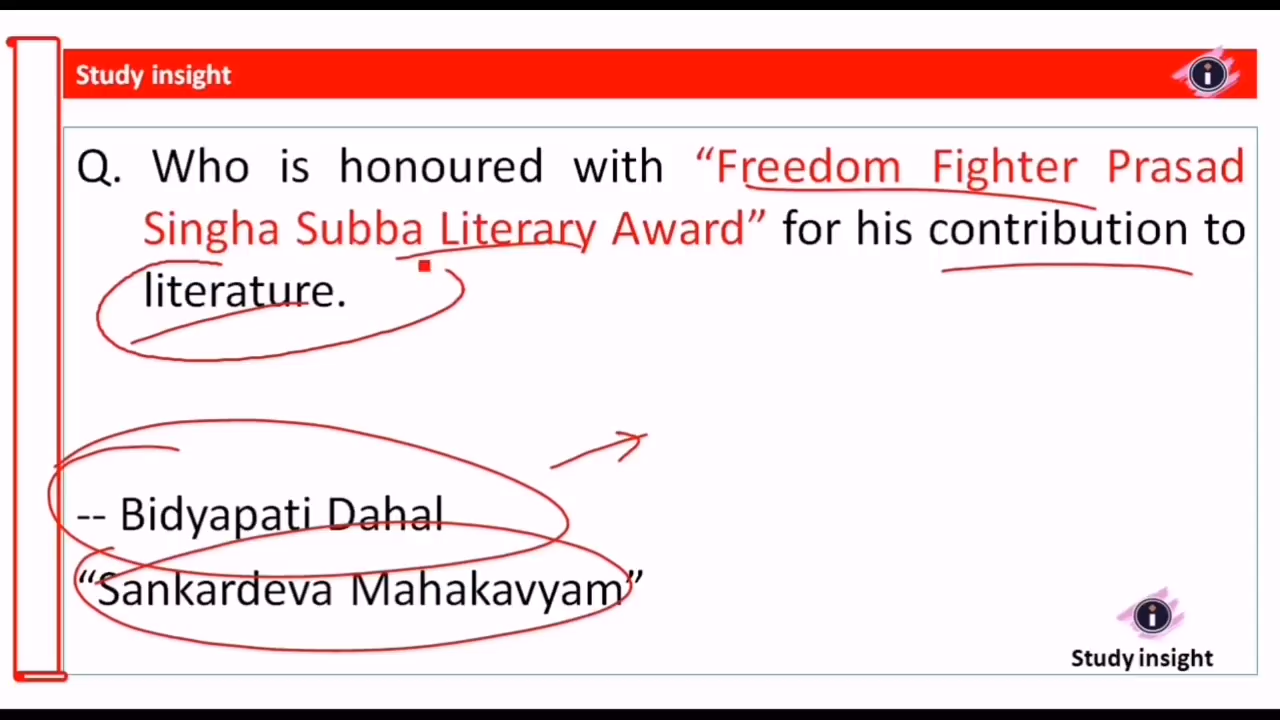 Study insight
Q. Who is honoured with “Freedom Fighter Prasad
Singha Subba Literary Award” for his contribution to
literature.
-- Bidyapati Dahal
“Sankardeva Mahakavyam”
Study insight